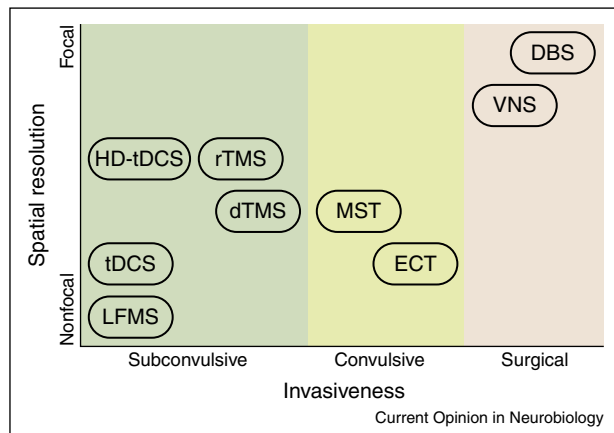 Focal
DBS
VNS
HD-tDCS
rTMS
dTMS
MST
tDCS
ECT
LFMS
Nonfocal
Spatial resolution
Subconvulsive
Convulsive
Surgical
Invasiveness
Current Opinion in Neurobiology